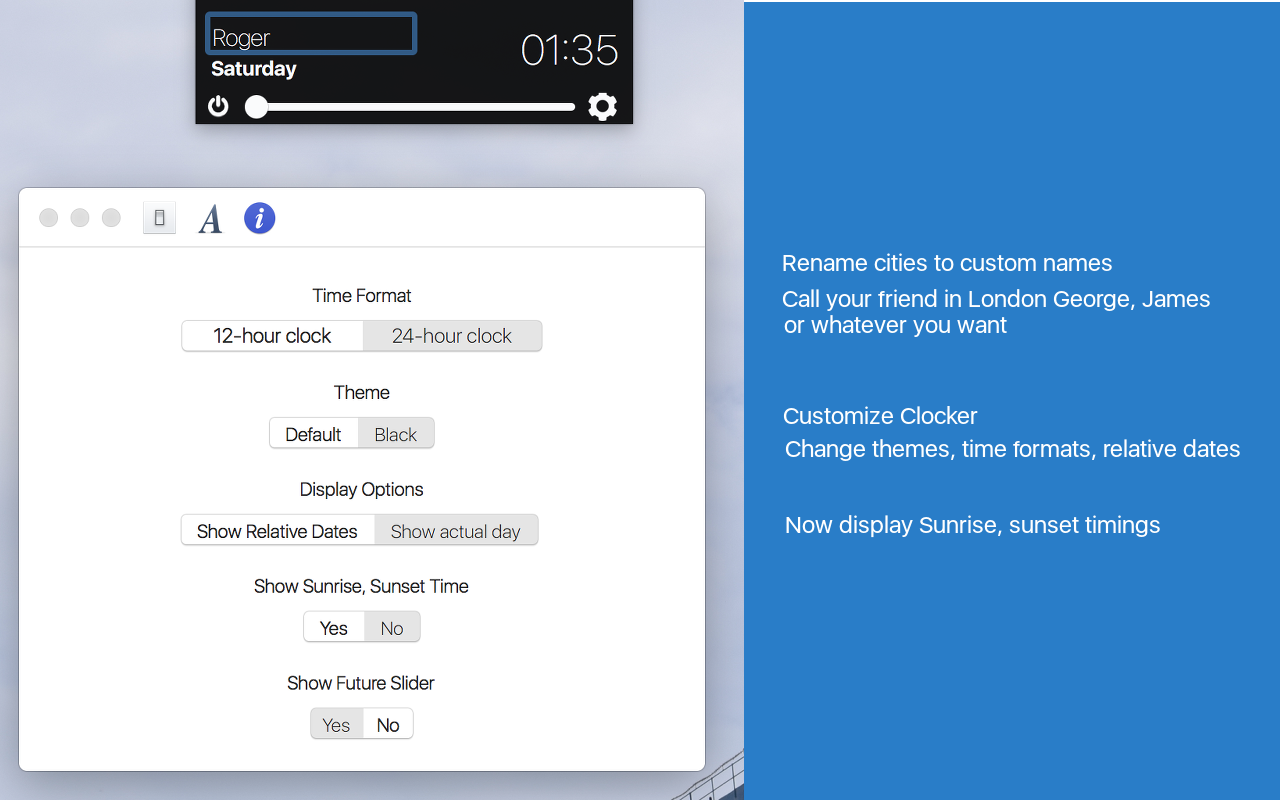 Roger
01:35
Saturday
A
i
Time Format
12-hour clock 24-hour clock
Theme
Default Black
Display Options
Show Relative Dates Show actual day
Show Sunrise, Sunset Time
Yes No
Show Future Slider
Yes No
Rename cities to custom names
Call your friend in London George, James
or whatever you want
Customize Clocker
Change themes, time formats, relative dates
Now display Sunrise, sunset timings